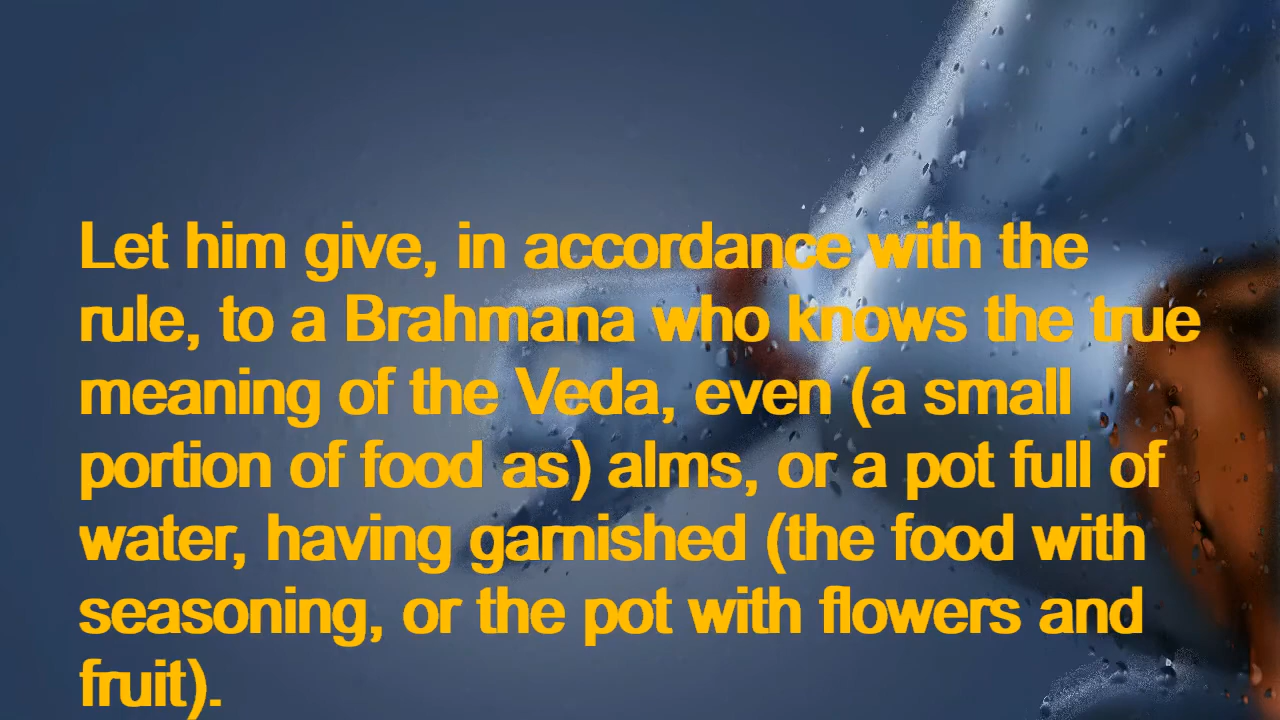 Let him give, in accordance with the
rule, to a Brahmana who knows the true
meaning of the Veda, even (a small
portion of food as) alms, or a pot full of
water, having garnished (the food with
seasoning, or the pot with flowers and
fruit).